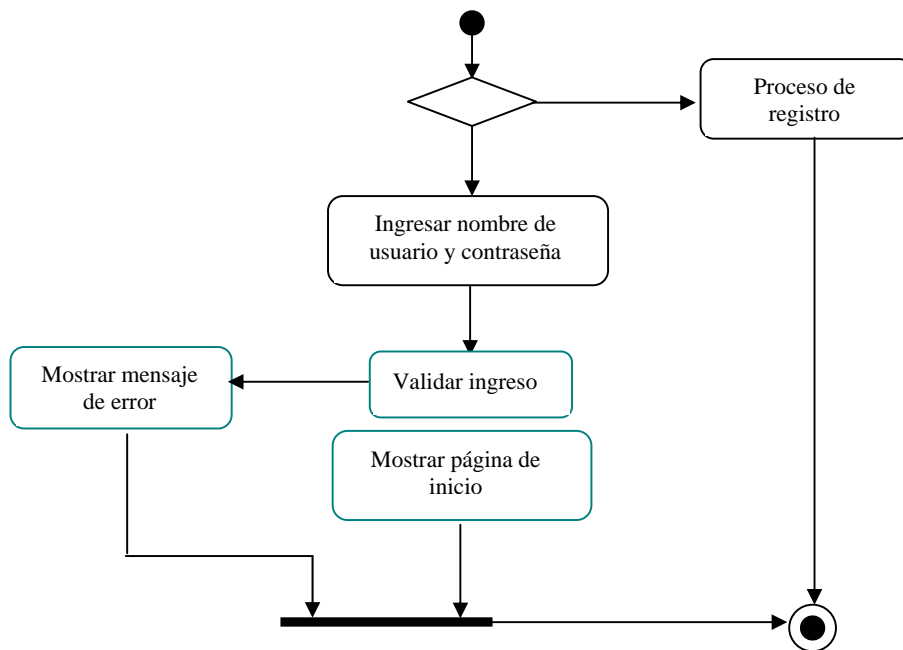 Proceso de
registro
Ingresar nombre de
usuario y contraseña
Mostrar mensaje
de error
Validar ingreso
Mostrar página de
inicio